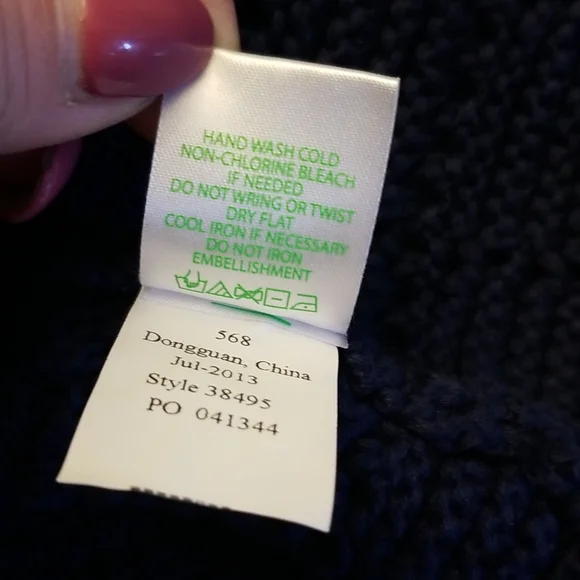 HAND WASH COLD
NON-CHLORINE BLEACH
IF NEEDED
DO NOT WRING OR TWIST
DRY FLAT
COOL IRON IF NECESSARY
DO NOT IRON
EMBELLISHMENT
568
Dongguan, China
Jul-2013
Style 38495
PO 041344